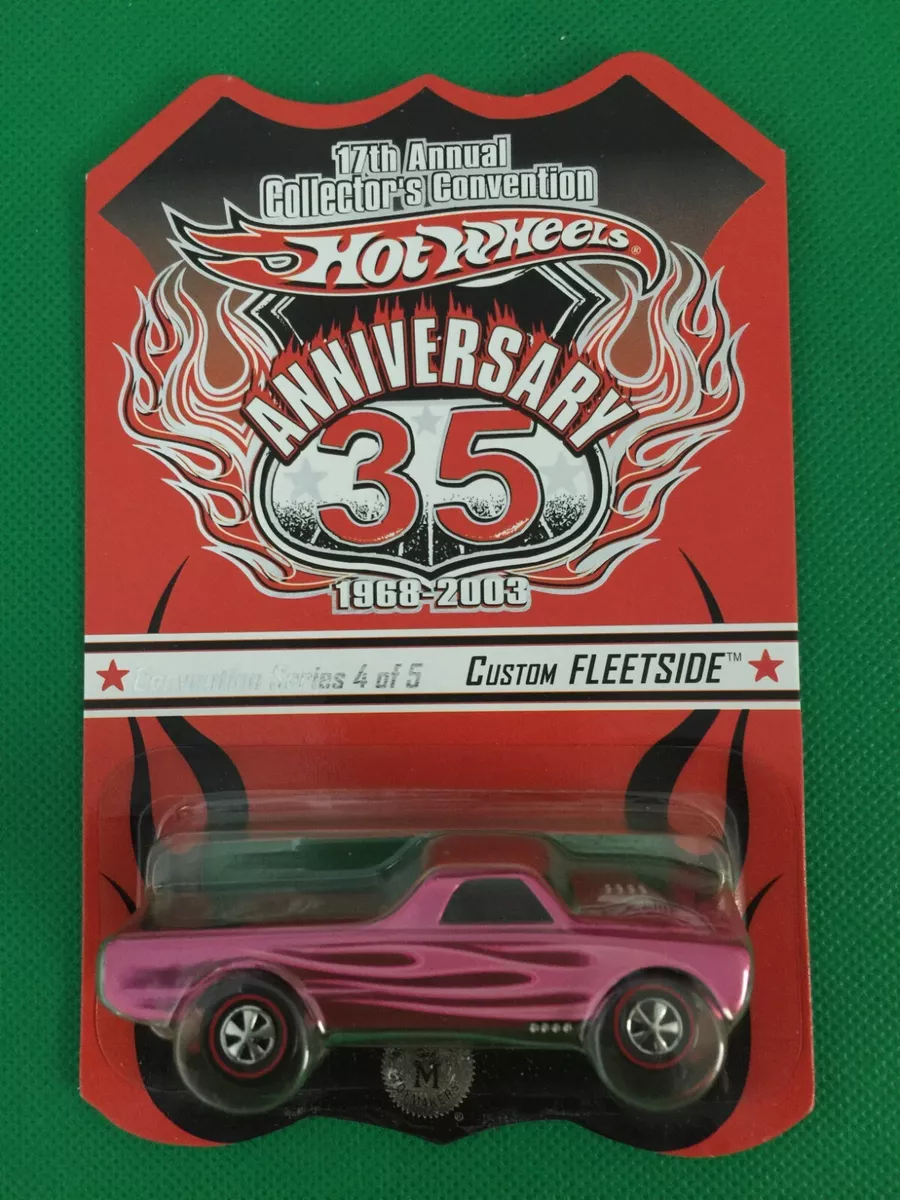 17th Annual
Collector's Convention
Hot Wheels®
ANNIVERSARY
35
1968-2003
Convention Series 4 of 5
CUSTOM FLEETSIDE™
M
®